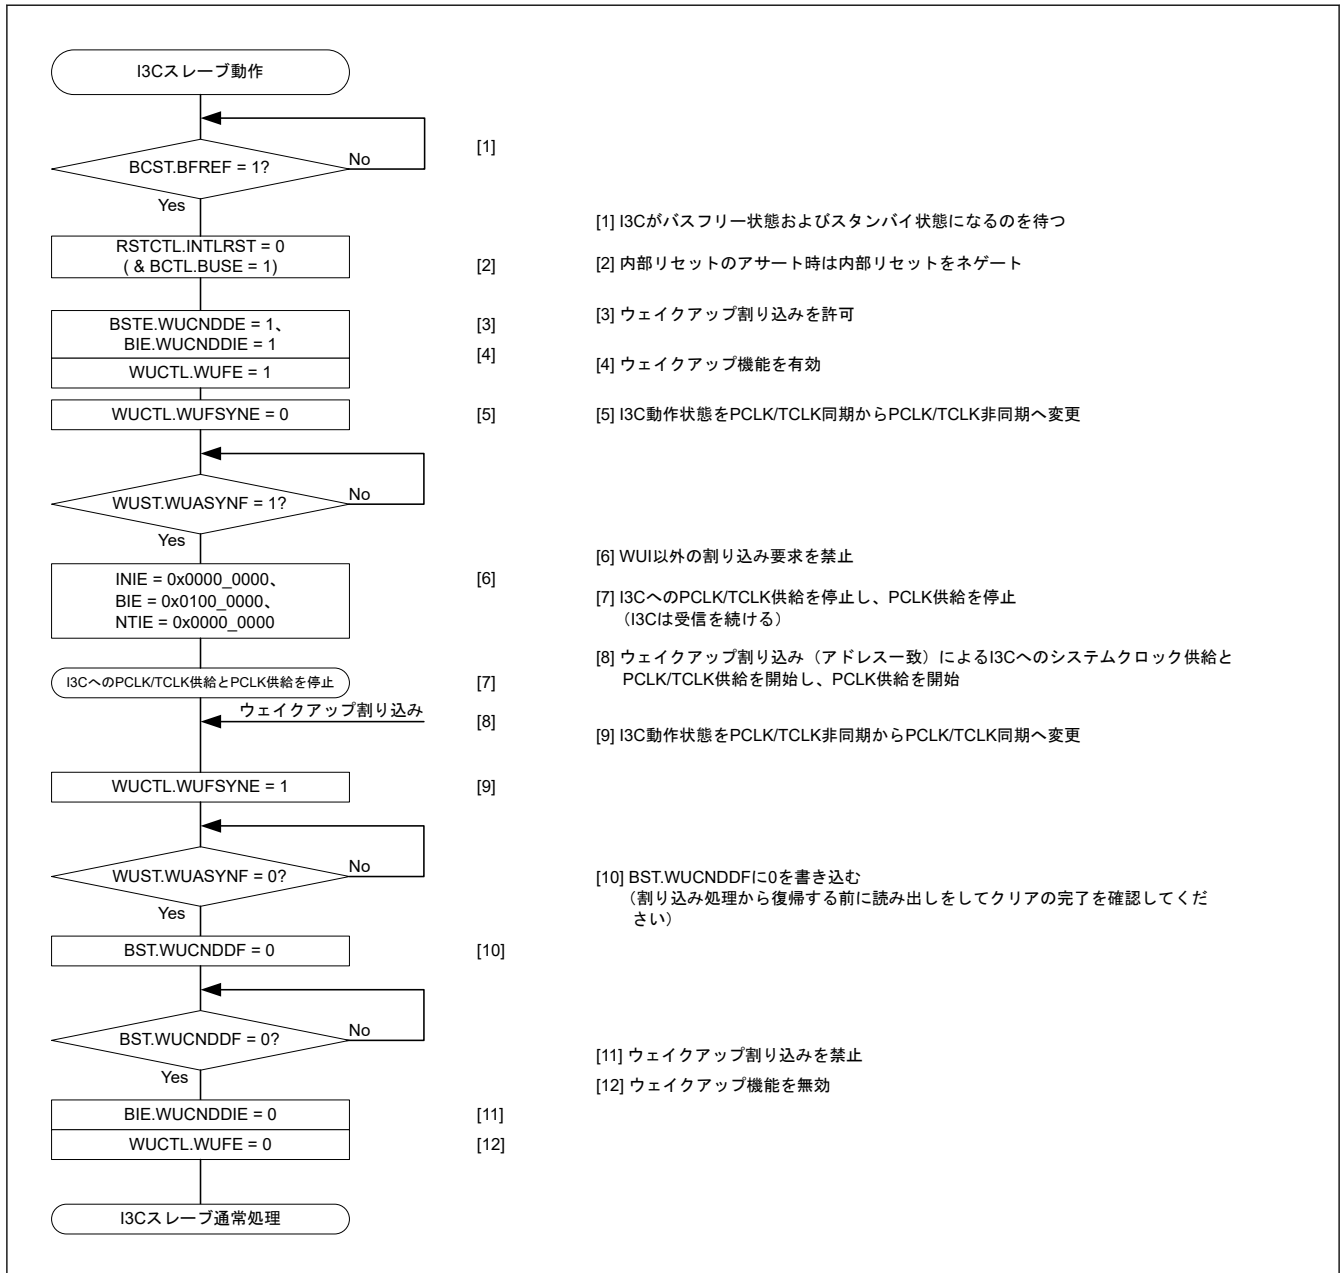 I3Cスレーブ動作
BCST.BFREF = 1?
No
[1]
Yes
[1] I3Cがバスフリー状態およびスタンバイ状態になるのを待つ
RSTCTL.INTLRST = 0
( & BCTL.BUSE = 1)
[2]
[2] 内部リセットのアサート時は内部リセットをネゲート
BSTE.WUCNDDE = 1、
BIE.WUCNDDIE = 1
[3]
[3] ウェイクアップ割り込みを許可
WUCTL.WUFE = 1
[4]
[4] ウェイクアップ機能を有効
WUCTL.WUFSYNE = 0
[5]
[5] I3C動作状態をPCLK/TCLK同期からPCLK/TCLK非同期へ変更
WUST.WUASYNF = 1?
No
Yes
[6] WUI以外の割り込み要求を禁止
INIE = 0x0000_0000、
BIE = 0x0100_0000、
NTIE = 0x0000_0000
[6]
[7] I3CへのPCLK/TCLK供給を停止し、PCLK供給を停止
（I3Cは受信を続ける）
I3CへのPCLK/TCLK供給とPCLK供給を停止
[7]
[8] ウェイクアップ割り込み（アドレス一致）によるI3Cへのシステムクロック供給と
PCLK/TCLK供給を開始し、PCLK供給を開始
ウェイクアップ割り込み
[8]
[9] I3C動作状態をPCLK/TCLK非同期からPCLK/TCLK同期へ変更
WUCTL.WUFSYNE = 1
[9]
WUST.WUASYNF = 0?
No
Yes
[10] BST.WUCNDDFに0を書き込む
（割り込み処理から復帰する前に読み出しをしてクリアの完了を確認してくだ
さい）
BST.WUCNDDF = 0
[10]
BST.WUCNDDF = 0?
No
Yes
[11] ウェイクアップ割り込みを禁止
[12] ウェイクアップ機能を無効
BIE.WUCNDDIE = 0
[11]
WUCTL.WUFE = 0
[12]
I3Cスレーブ通常処理